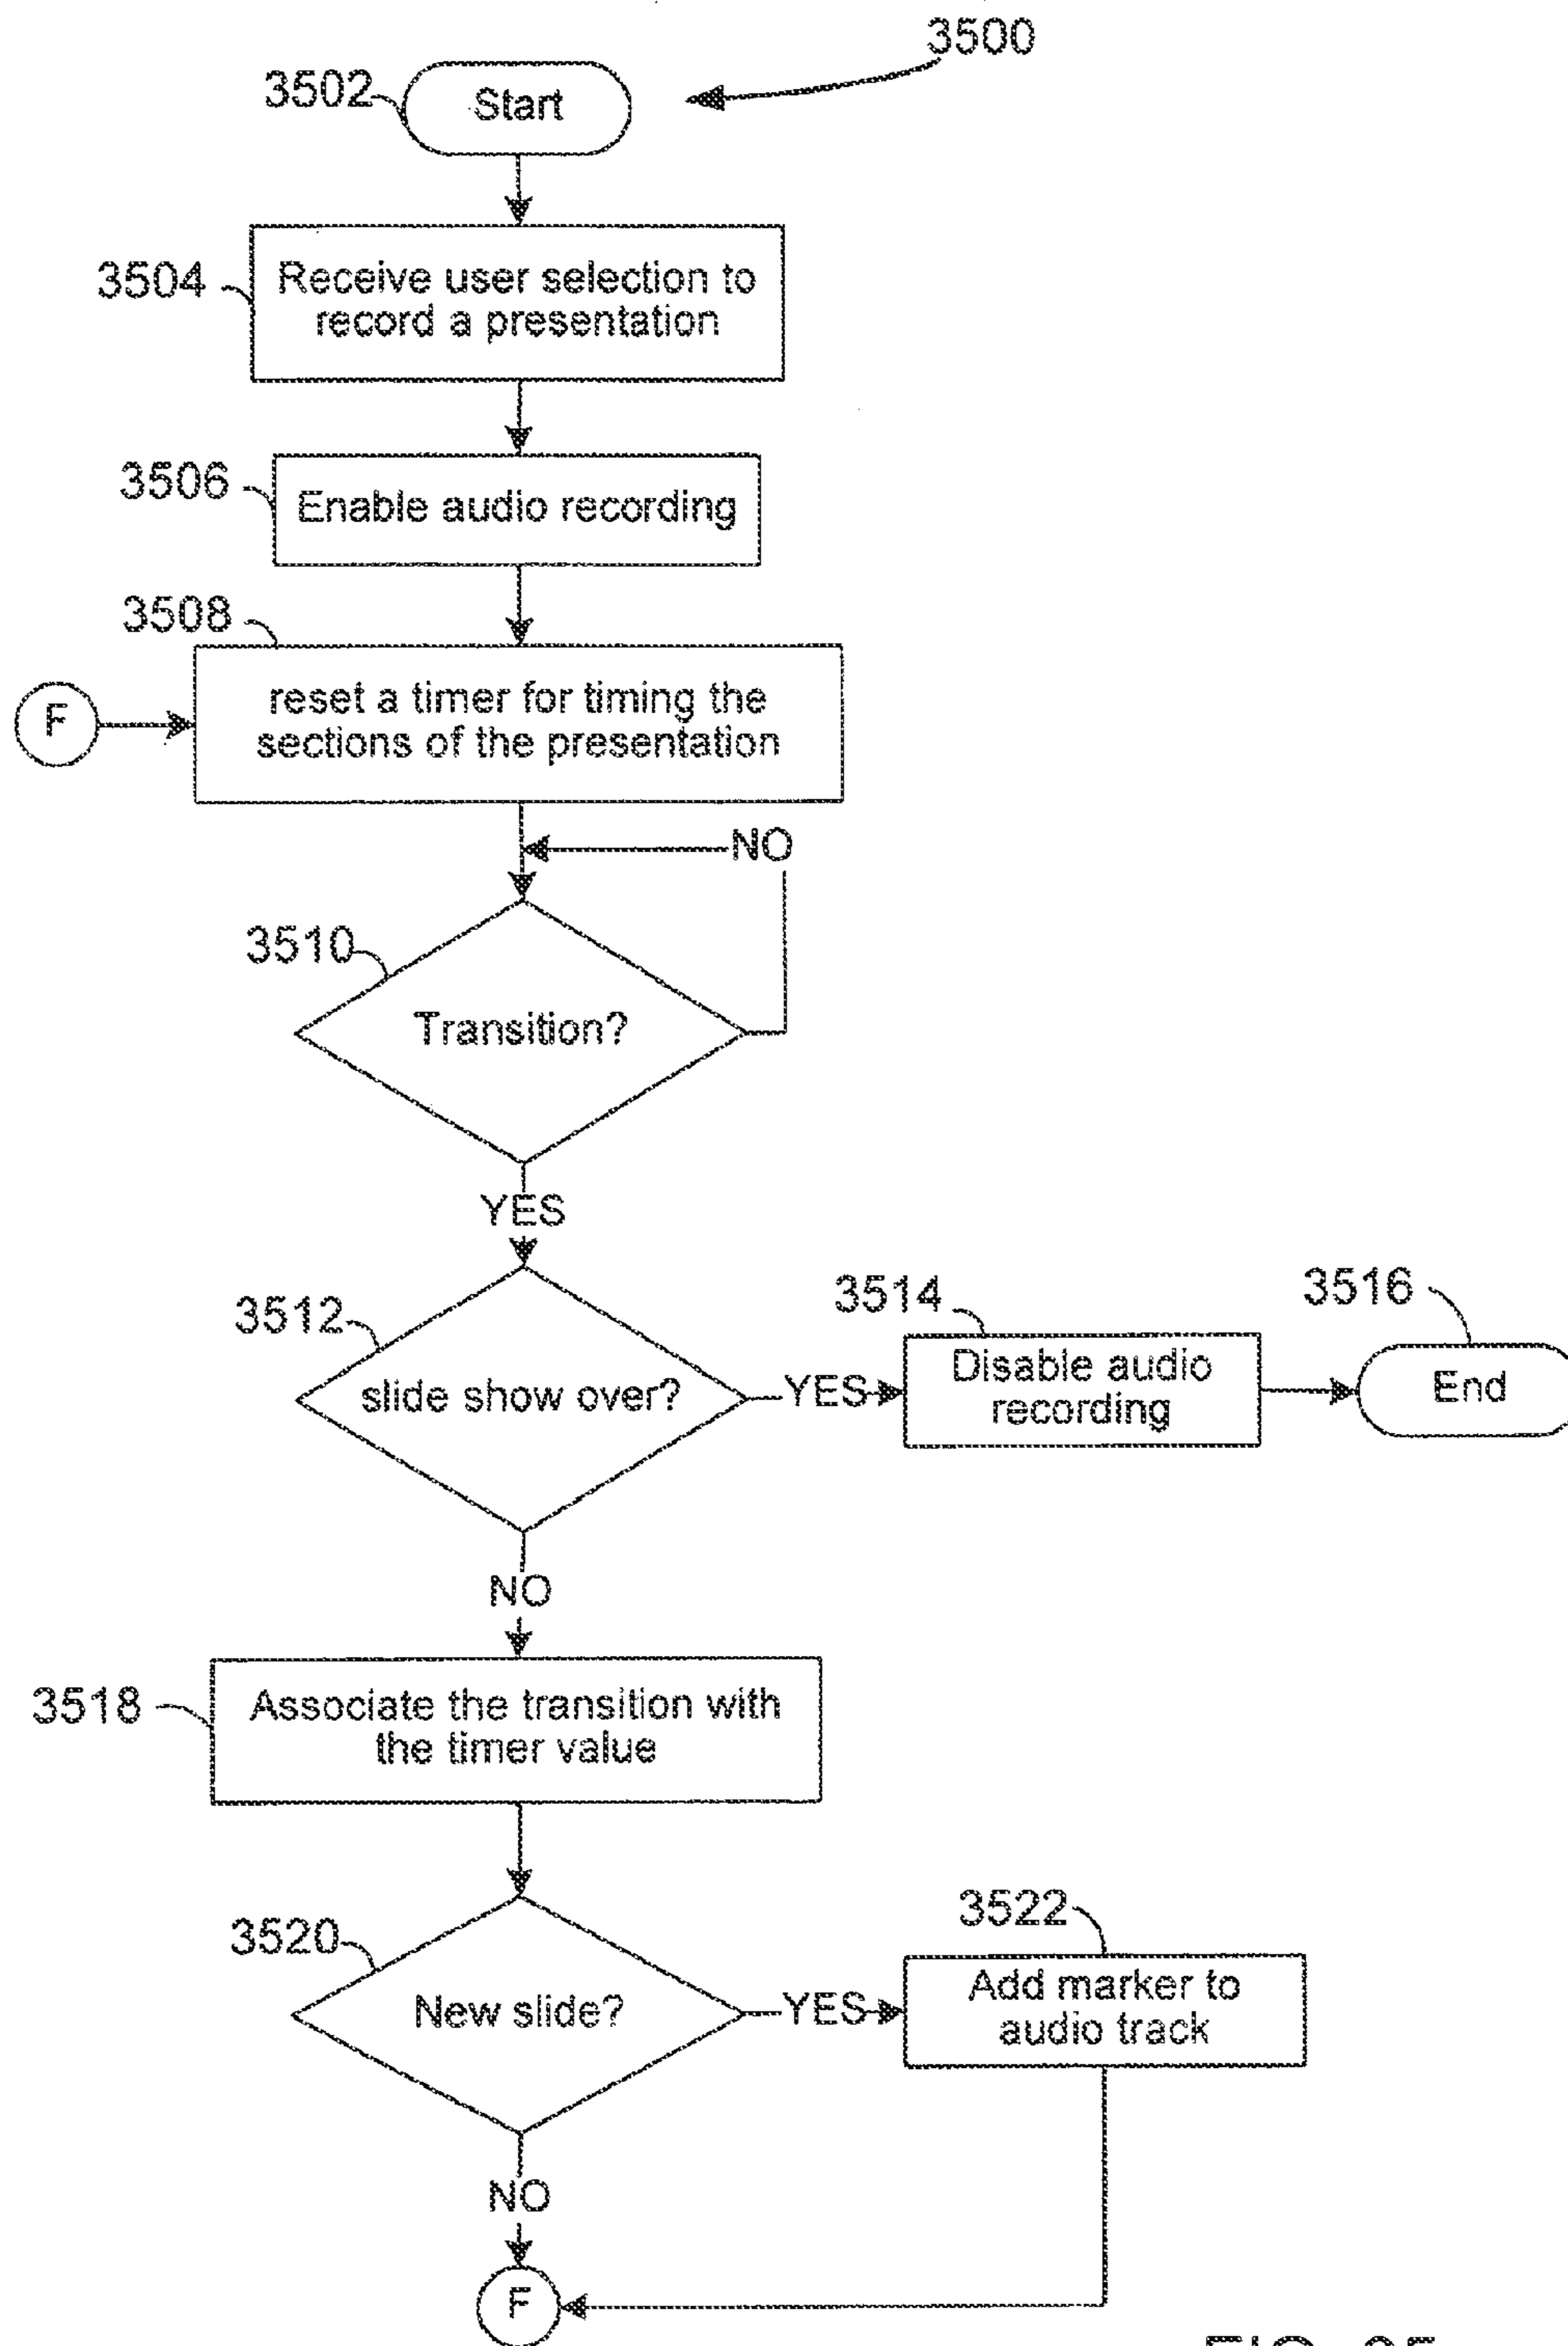 3500
3502
Start
3504
Receive user selection to
record a presentation
3506
Enable audio recording
3508
reset a timer for timing the
sections of the presentation
F
NO
3510
Transition?
YES
3512
slide show over?
YES
3514
Disable audio
recording
3516
End
NO
3518
Associate the transition with
the timer value
3520
New slide?
YES
3522
Add marker to
audio track
NO
F